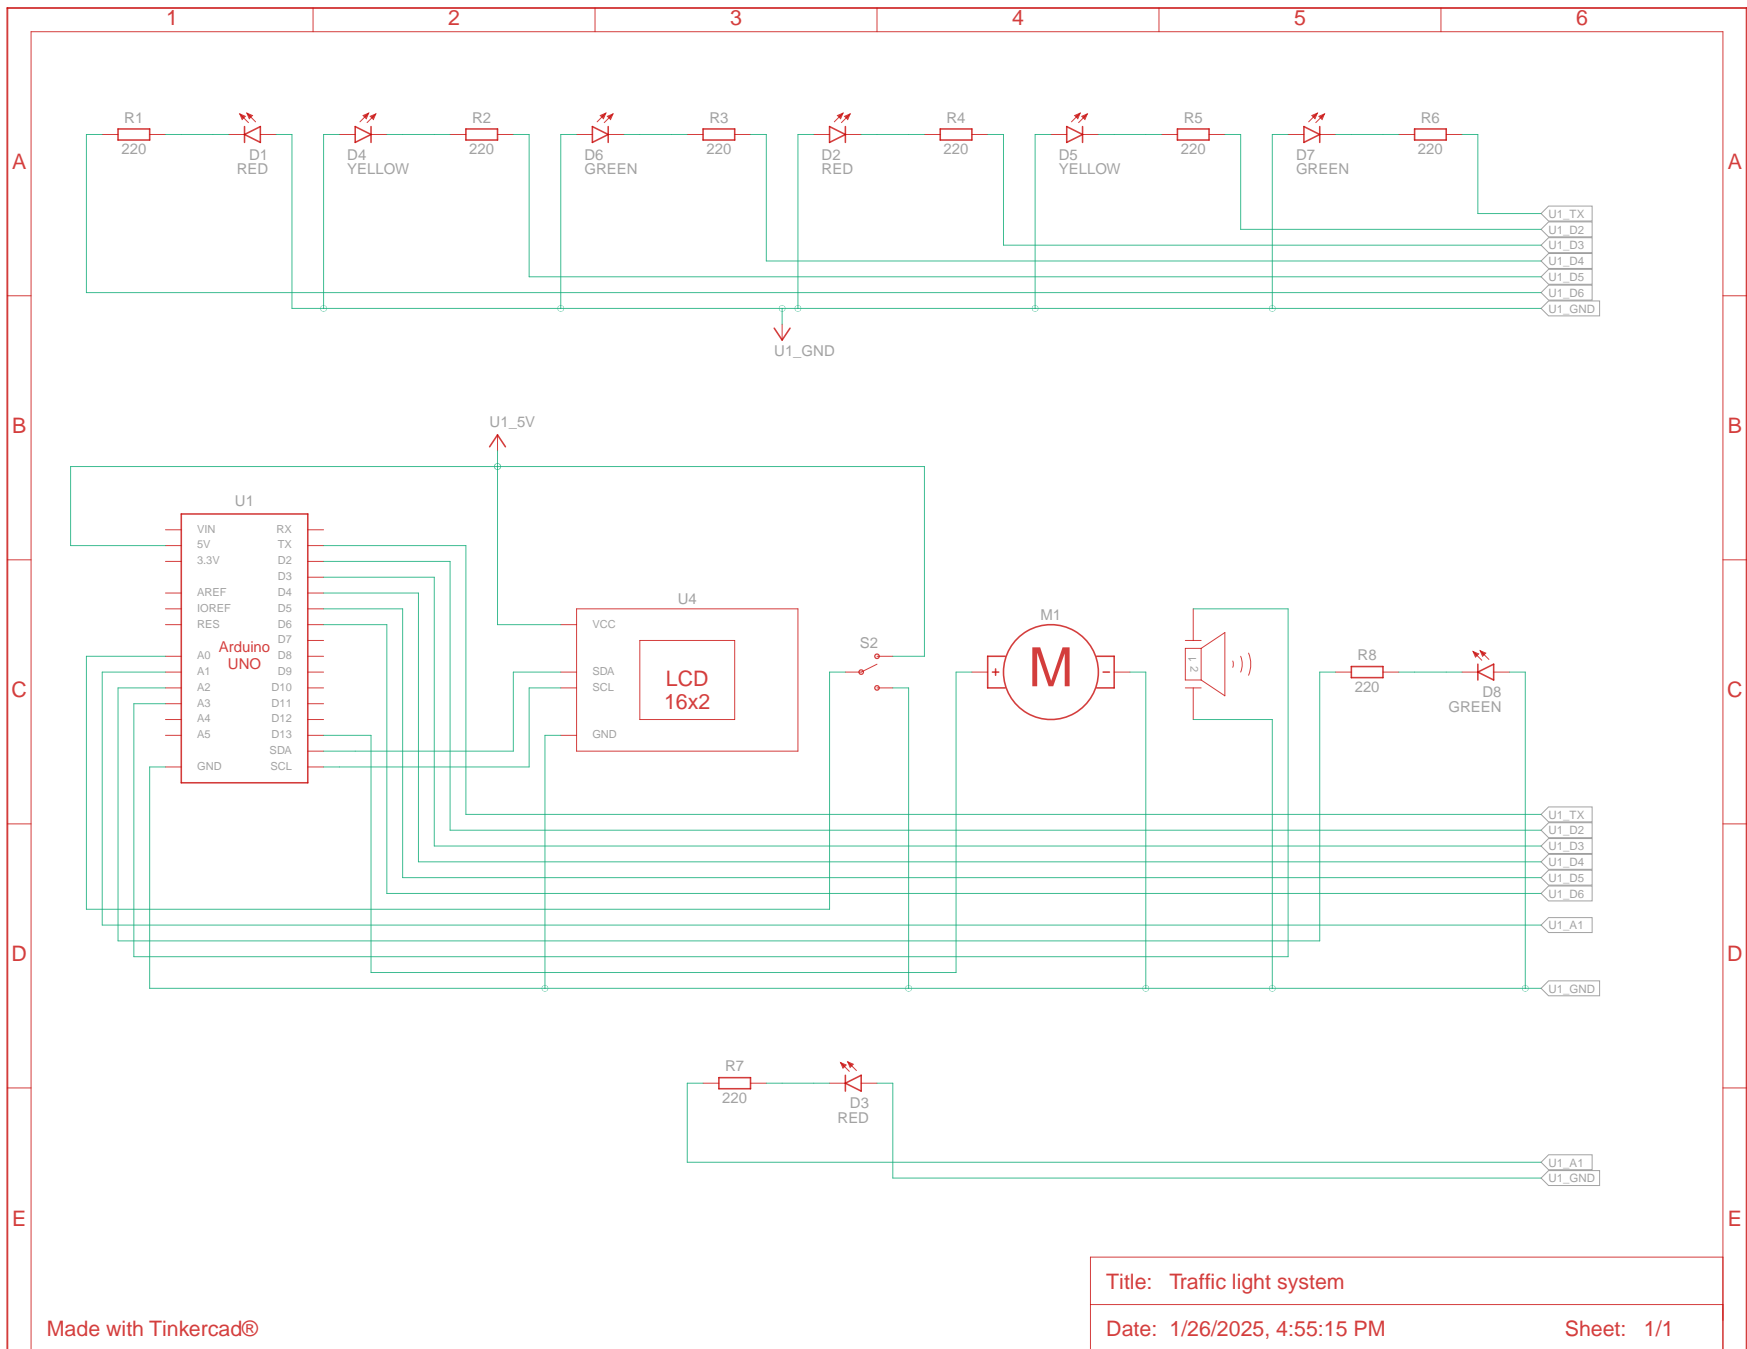 1 2 3 4 5 6
R1 R2 R3 R4 R5 R6
220 D1 D4 220 D6 220 D2 220 D5 220 D7 220
A RED YELLOW GREEN RED YELLOW GREEN A
U1_TX
U1_D2
U1_D3
U1_D4
U1_D5
U1_D6
U1_GND
U1_GND
B U1_5V B
U1
VIN RX
5V TX
3.3V D2
D3
AREF D4
IOREF D5
RES D6
D7
Arduino
UNO
A0 D8
A1 D9
A2 D10
A3 D11
A4 D12
A5 D13
SDA
GND SCL
U4
VCC
SDA
SCL
GND
LCD
16x2
S2
M1
+ M -
1 2
R8
220
D8
GREEN
C C
U1_TX
U1_D2
U1_D3
U1_D4
U1_D5
U1_D6
U1_A1
D D
U1_GND
R7
220
D3
RED
U1_A1
U1_GND
E E
Title: Traffic light system
Made with Tinkercad®
Date: 1/26/2025, 4:55:15 PM Sheet: 1/1